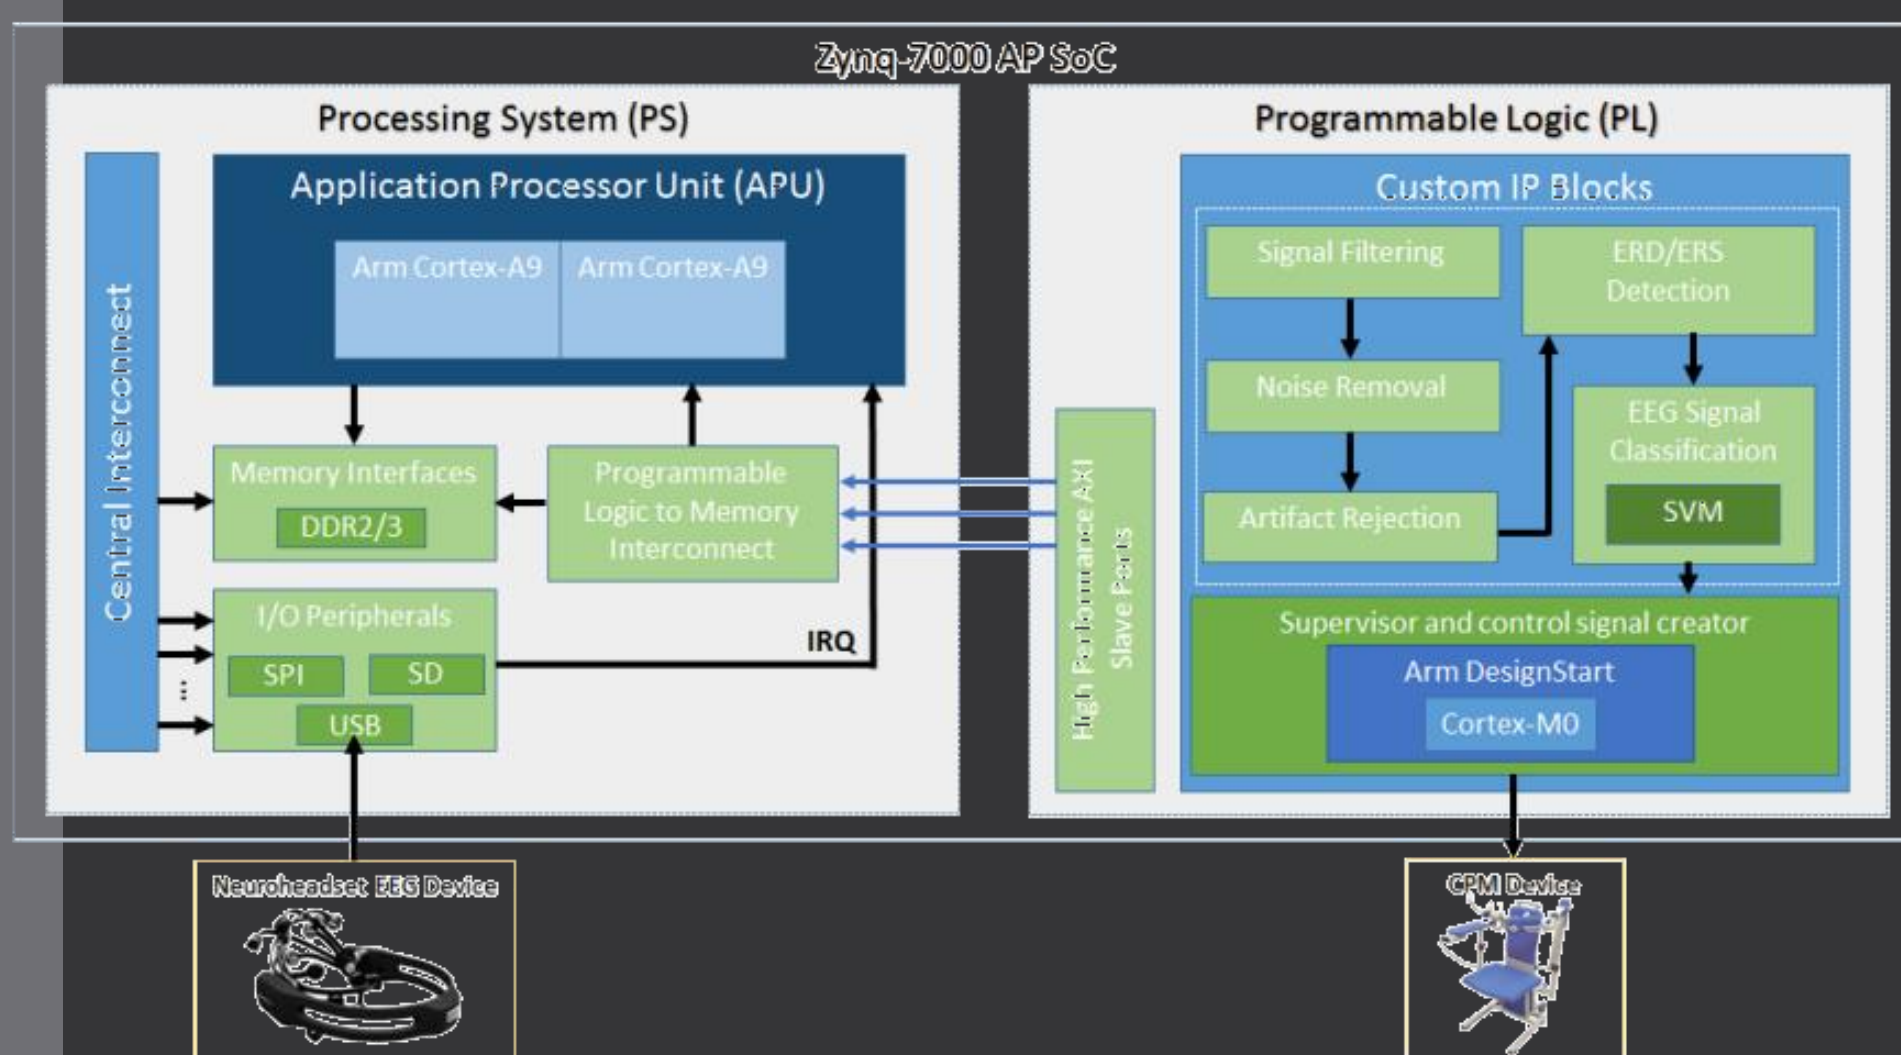 Zynq-7000 AP SoC
Processing System (PS)
Central Interconnect
Application Processor Unit (APU)
Arm Cortex-A9
Arm Cortex-A9
Memory Interfaces
DDR2/3
Programmable
Logic to Memory
Interconnect
I/O Peripherals
SPI
SD
USB
...
IRQ
Programmable Logic (PL)
High Performance AXI
Slave Ports
Custom IP Blocks
Signal Filtering
Noise Removal
Artifact Rejection
ERD/ERS
Detection
EEG Signal
Classification
SVM
Supervisor and control signal creator
Arm DesignStart
Cortex-M0
Neuroheadset EEG Device
CPM Device